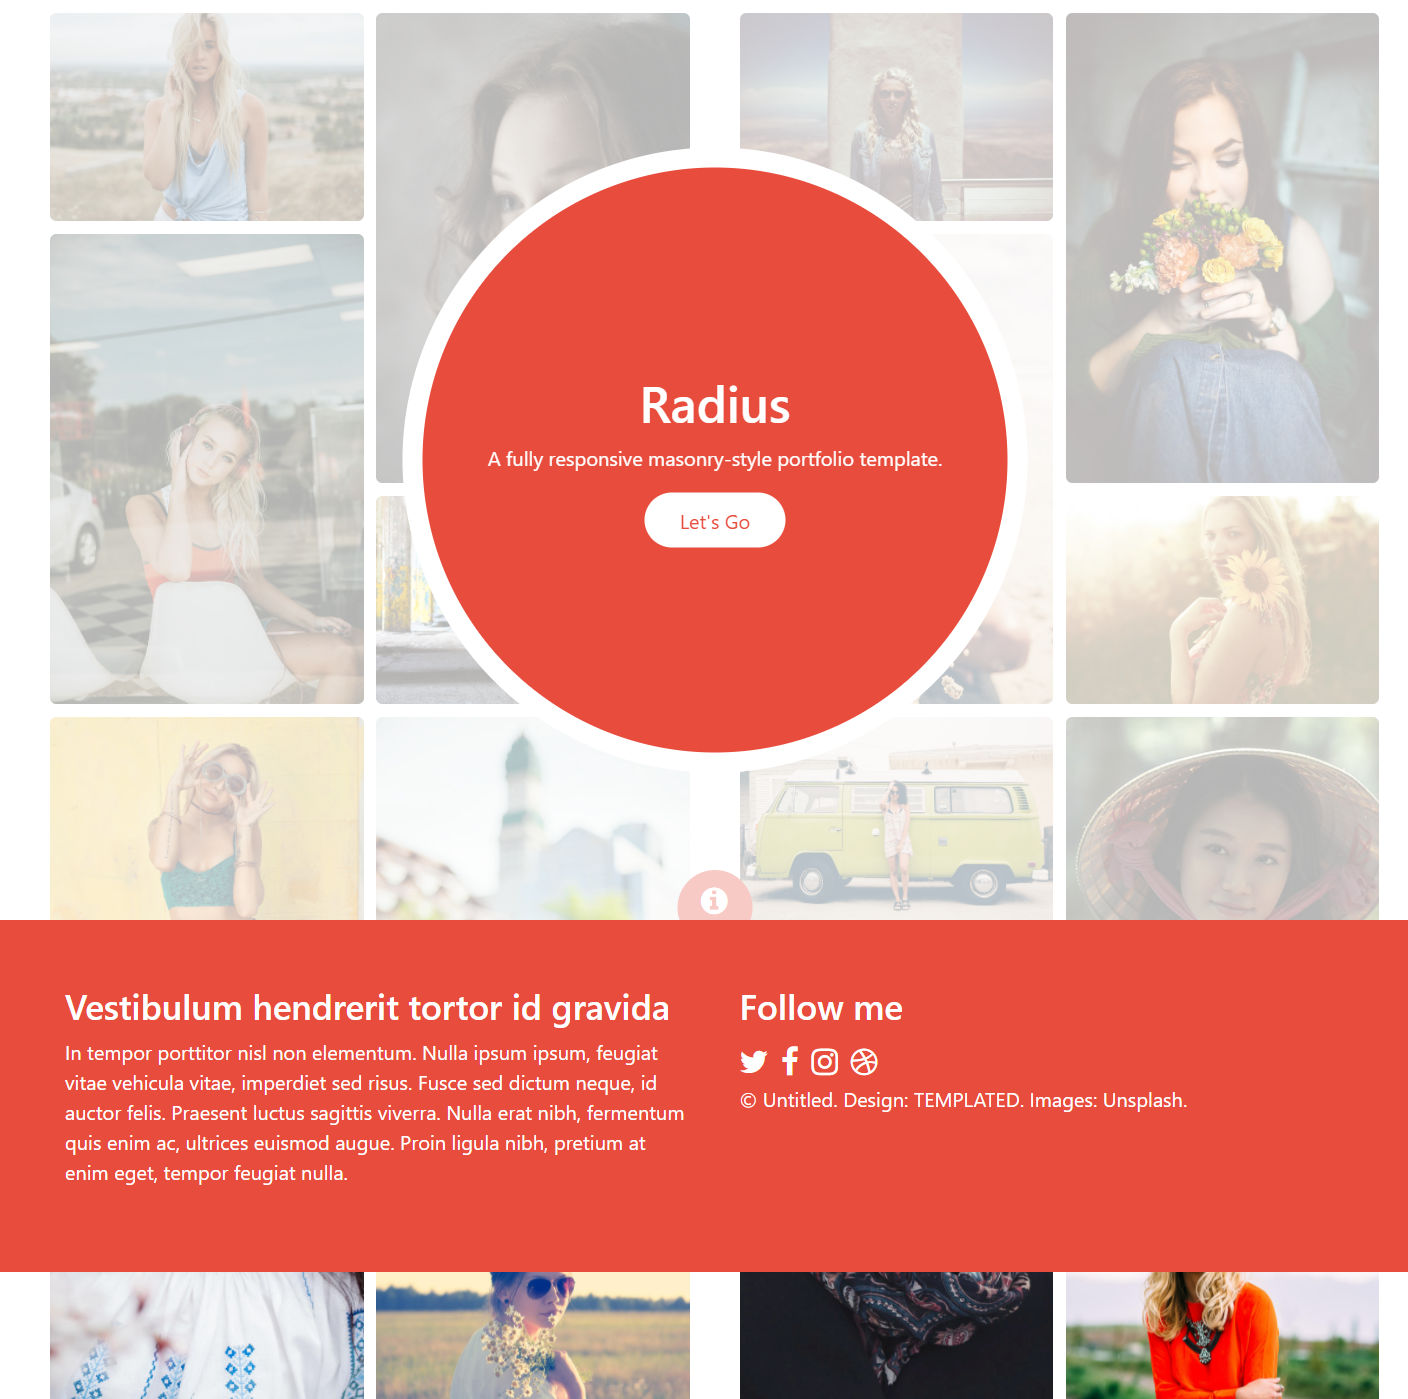 Radius
A fully responsive masonry-style portfolio template.
Let's Go
Vestibulum hendrerit tortor id gravida
In tempor porttitor nisl non elementum. Nulla ipsum ipsum, feugiat
vitae vehicula vitae, imperdiet sed risus. Fusce sed dictum neque, id
auctor felis. Praesent luctus sagittis viverra. Nulla erat nibh, fermentum
quis enim ac, ultrices euismod augue. Proin ligula nibh, pretium at
enim eget, tempor feugiat nulla.
Follow me
© Untitled. Design: TEMPLATED. Images: Unsplash.